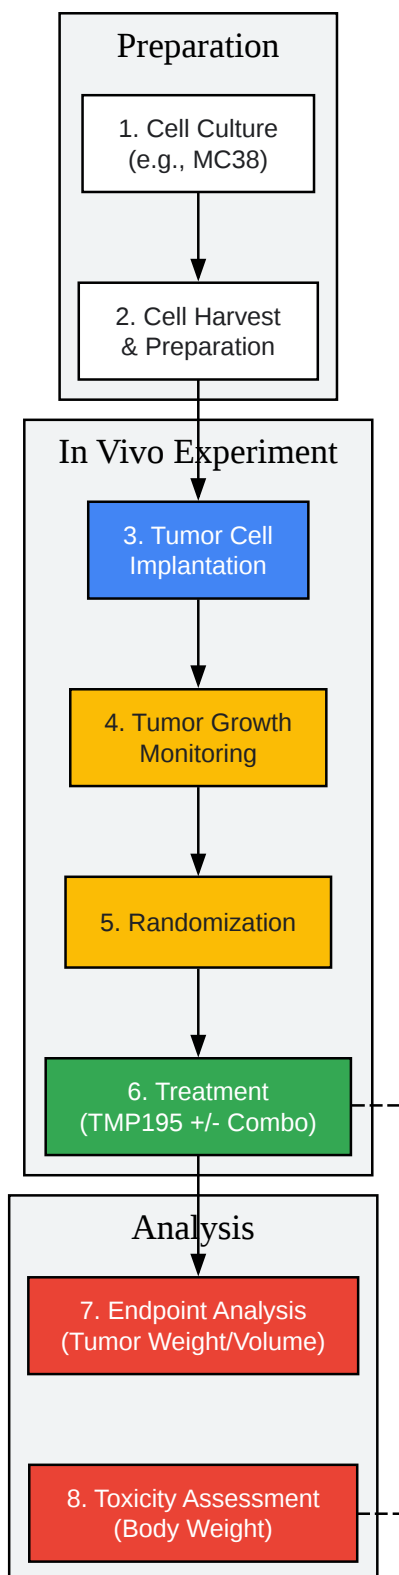 Preparation
1. Cell Culture
(e.g., MC38)
2. Cell Harvest
& Preparation
In Vivo Experiment
3. Tumor Cell
Implantation
4. Tumor Growth
Monitoring
5. Randomization
6. Treatment
(TMP195 +/- Combo)
Analysis
7. Endpoint Analysis
(Tumor Weight/Volume)
8. Toxicity Assessment
(Body Weight)